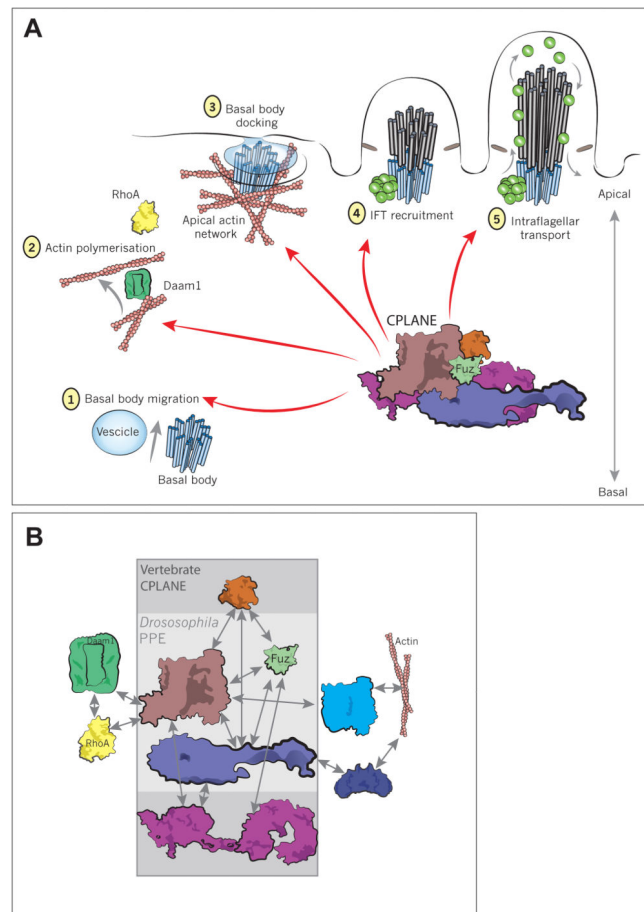 A
3
Basal body
docking
RhoA
Apical actin
network
2 Actin polymerisation
Daam1
4 IFT recruitment
5 Intraflagellar
transport
Apical
CPLANE
Fuz
1 Basal body migration
Vescicle
Basal body
Basal
B
Vertebrate
CPLANE
Drososophila
PPE
Daam1
Fuz
Actin
RhoA